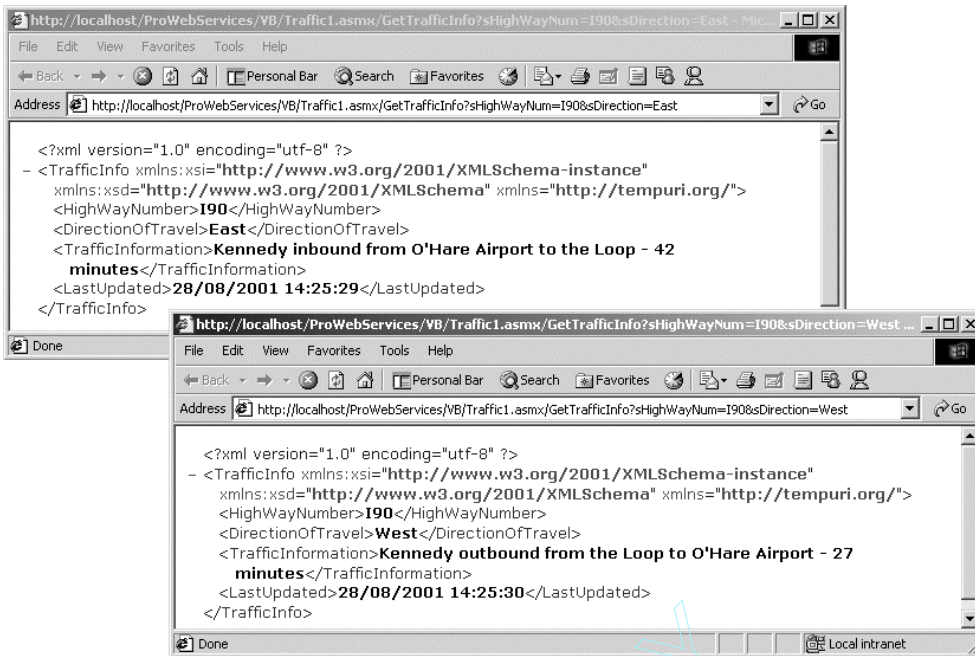 http://localhost/ProWebServices/VB/Traffic1.asmx/GetTrafficInfo?sHighWayNum=I90&sDirection=East - Mic...
File Edit View Favorites Tools Help
Back Personal Bar Search Favorites
Address http://localhost/ProWebServices/VB/Traffic1.asmx/GetTrafficInfo?sHighWayNum=I90&sDirection=East Go
<?xml version="1.0" encoding="utf-8" ?>
- <TrafficInfo xmlns:xsi="http://www.w3.org/2001/XMLSchema-instance"
xmlns:xsd="http://www.w3.org/2001/XMLSchema" xmlns="http://tempuri.org/">
<HighWayNumber>I90</HighWayNumber>
<DirectionOfTravel>East</DirectionOfTravel>
<TrafficInformation>Kennedy inbound from O'Hare Airport to the Loop - 42
minutes</TrafficInformation>
<LastUpdated>28/08/2001 14:25:29</LastUpdated>
</TrafficInfo>
Done
http://localhost/ProWebServices/VB/Traffic1.asmx/GetTrafficInfo?sHighWayNum=I90&sDirection=West ...
File Edit View Favorites Tools Help
Back Personal Bar Search Favorites
Address http://localhost/ProWebServices/VB/Traffic1.asmx/GetTrafficInfo?sHighWayNum=I90&sDirection=West Go
<?xml version="1.0" encoding="utf-8" ?>
- <TrafficInfo xmlns:xsi="http://www.w3.org/2001/XMLSchema-instance"
xmlns:xsd="http://www.w3.org/2001/XMLSchema" xmlns="http://tempuri.org/">
<HighWayNumber>I90</HighWayNumber>
<DirectionOfTravel>West</DirectionOfTravel>
<TrafficInformation>Kennedy outbound from the Loop to O'Hare Airport - 27
minutes</TrafficInformation>
<LastUpdated>28/08/2001 14:25:30</LastUpdated>
</TrafficInfo>
Done Local intranet